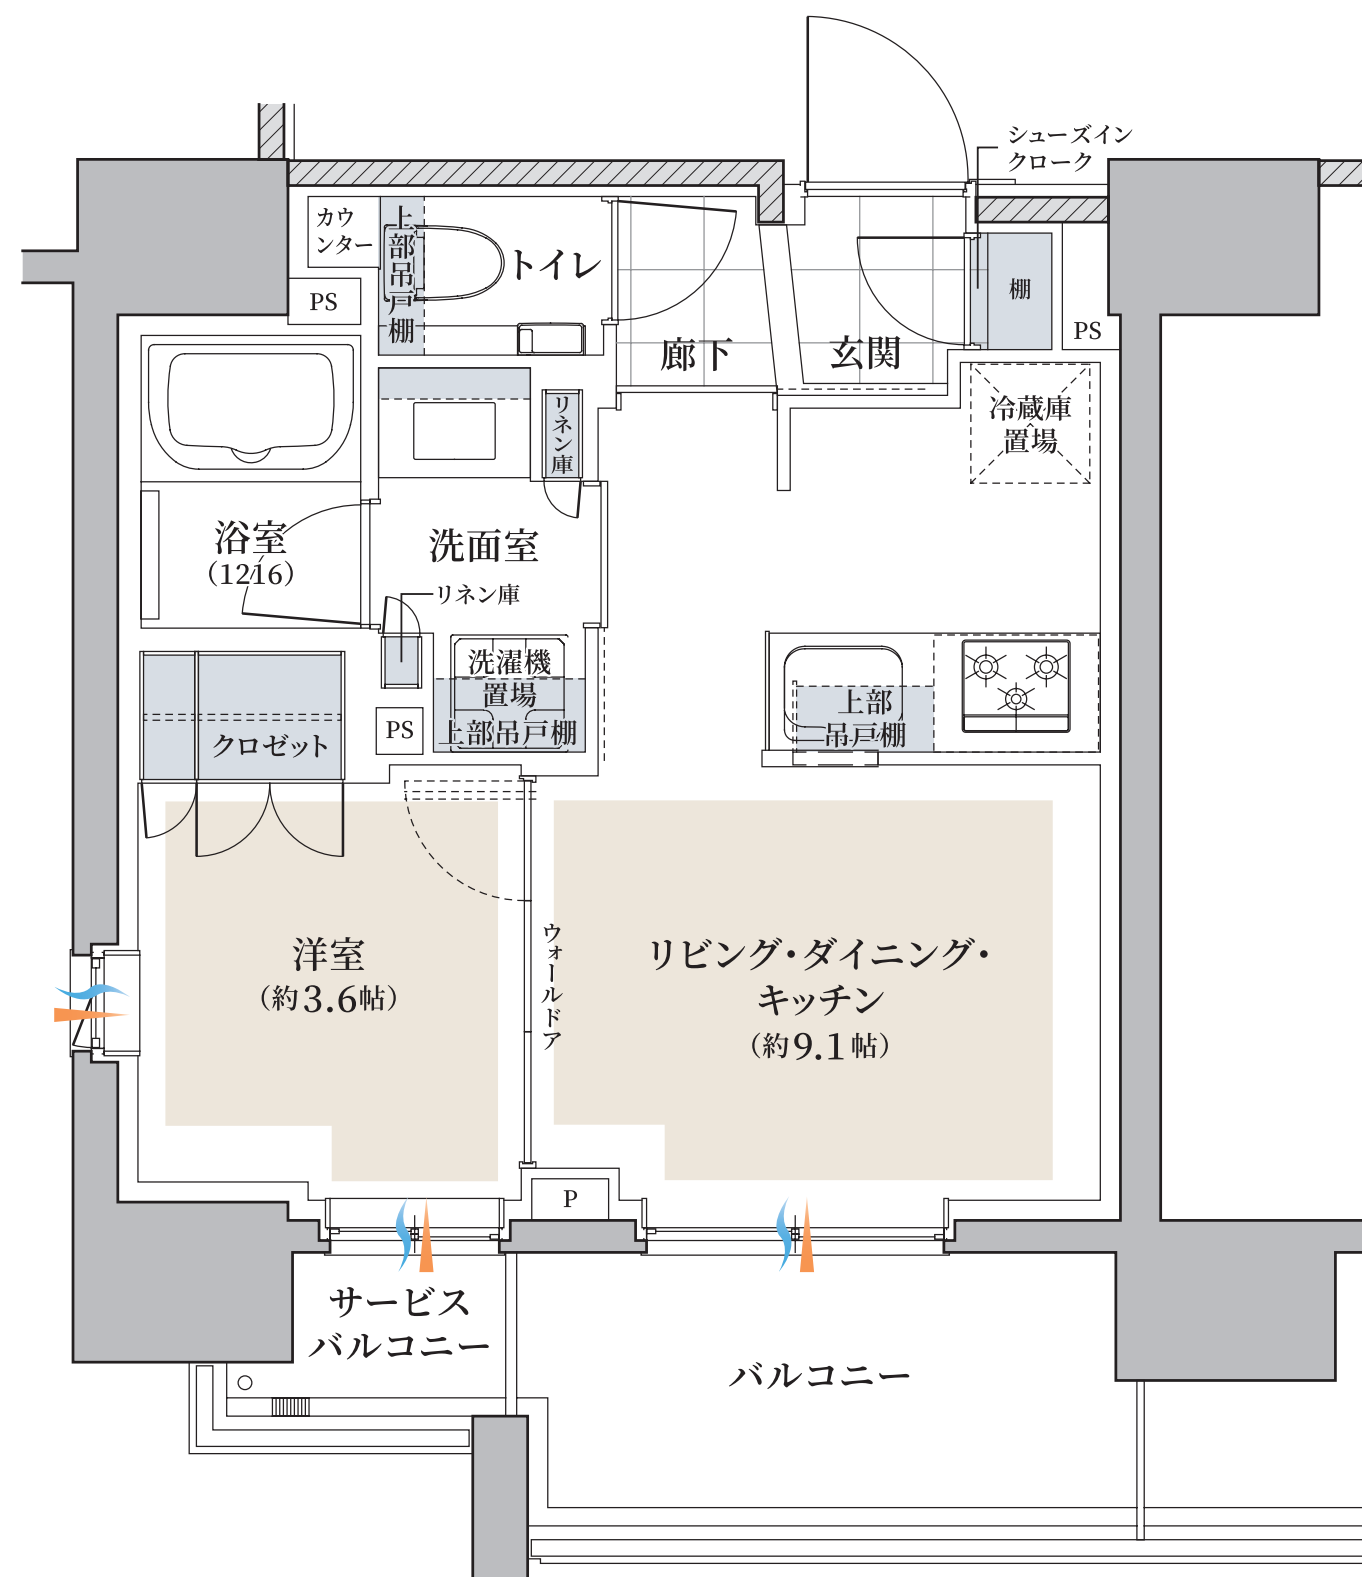 シューズイン
クローク
カウ
ンター
上部吊戸棚
トイレ
PS
棚
PS
廊下
玄関
冷蔵庫
置場
リネン庫
浴室
（1216）
洗面室
リネン庫
洗濯機
置場
上部吊戸棚
上部
吊戸棚
PS
クロゼット
洋室
（約3.6帖）
ウォールドア
リビング・ダイニング・
キッチン
（約9.1帖）
P
サービス
バルコニー
バルコニー